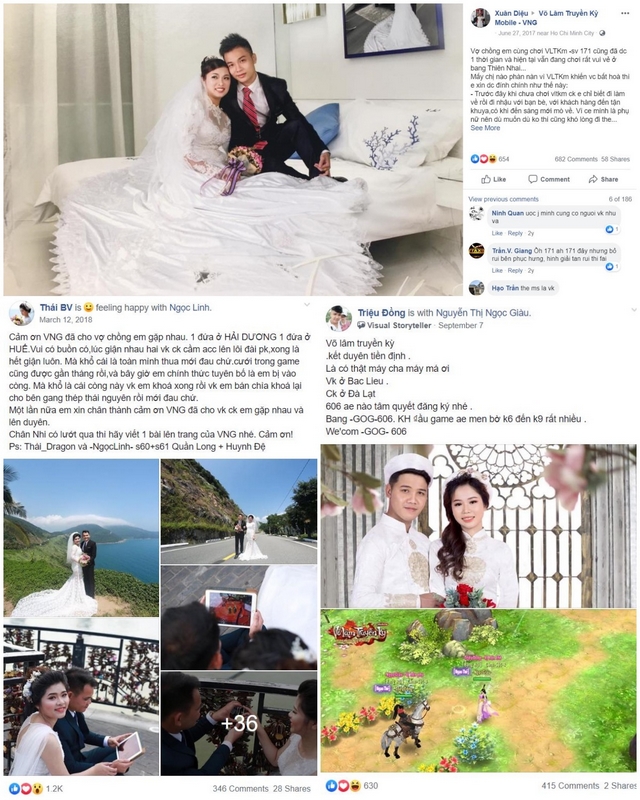 Xuân Diệu ▸ Võ Lâm Truyền Kỳ
Mobile - VNG
June 27, 2017 near Ho Chi Minh City
Vợ chồng em cùng chơi VLTKm -sv 171 cũng đã dc
1 thời gian và hiện tại vẫn đang chơi rất vui vẻ ở
bang Thiên Nhai...
Mấy chị nào phàn nàn vì VLTKm khiến vc bất hoà thì
e xin dc đính chính như thế này:
- Trước đây khi chưa chơi vltkm ck e chỉ biết đi làm
về rồi đi nhậu với bạn bè, với khách hàng đến tận
khuya,có khi đến sáng mới mò về. Vì ce mình là phụ
nữ nên dù muốn dù ko thì cũng khó lòng đi the...
See More
654
682 Comments 58 Shares
Like Comment Share
View previous comments
6 of 186
Ninh Quan uoc j minh cung co nguoi vk nhu
va
1
Like · Reply · 2y
Trần.V. Giang Ôh 171 ah 171 đây nhưng bỏ
rui bên phục hưng, hình giải tan rui thì fai
1
Like · Reply · 2y
Hạo Trần the ms la vk
Thái BV is feeling happy with Ngọc Linh.
March 12, 2018
Cảm ơn VNG đã cho vợ chồng em gặp nhau. 1 đứa ở HẢI DƯƠNG 1 đứa ở
HUẾ.Vui có buồn có,lúc giận nhau hai vk ck cầm acc lên lôi đài pk,xong là
hết giận luôn. Mà khổ cái là toàn mình thua mới đau chứ.cưới trong game
cũng được gần tháng rồi,và bây giờ em chính thức tuyên bố là em bị vào
còng. Mà khổ là cái còng này vk em khoá xong rồi vk em bán chìa khoá lại
cho bên gang thép thái nguyên rồi mới đau chứ.
Một lần nữa em xin chân thành cảm ơn VNG đã cho vk ck em gặp nhau và
lên duyên.
Chân Nhi có lướt qua thì hãy viết 1 bài lên trang của VNG nhé. Cảm ơn!
Ps: Thái_Dragon và -NgọcLinh- s60+s61 Quần Long + Huynh Đệ
+36
1.2K
346 Comments 28 Shares
Triệu Đồng is with Nguyễn Thị Ngọc Giàu.
Visual Storyteller · September 7
Võ lâm truyền kỳ
.kết duyên tiền định .
Là có thật mấy cha mấy má ơi
Vk ở Bac Lieu .
Ck ở Đà Lạt
606 ae nào tâm quyết đăng ký nhé .
Bang -GOG-606. KH ¢ầu game ae men bờ k6 đến k9 rất nhiều .
We'com -GOG- 606
Võ Lâm Truyền Kỳ
630
415 Comments 2 Shares